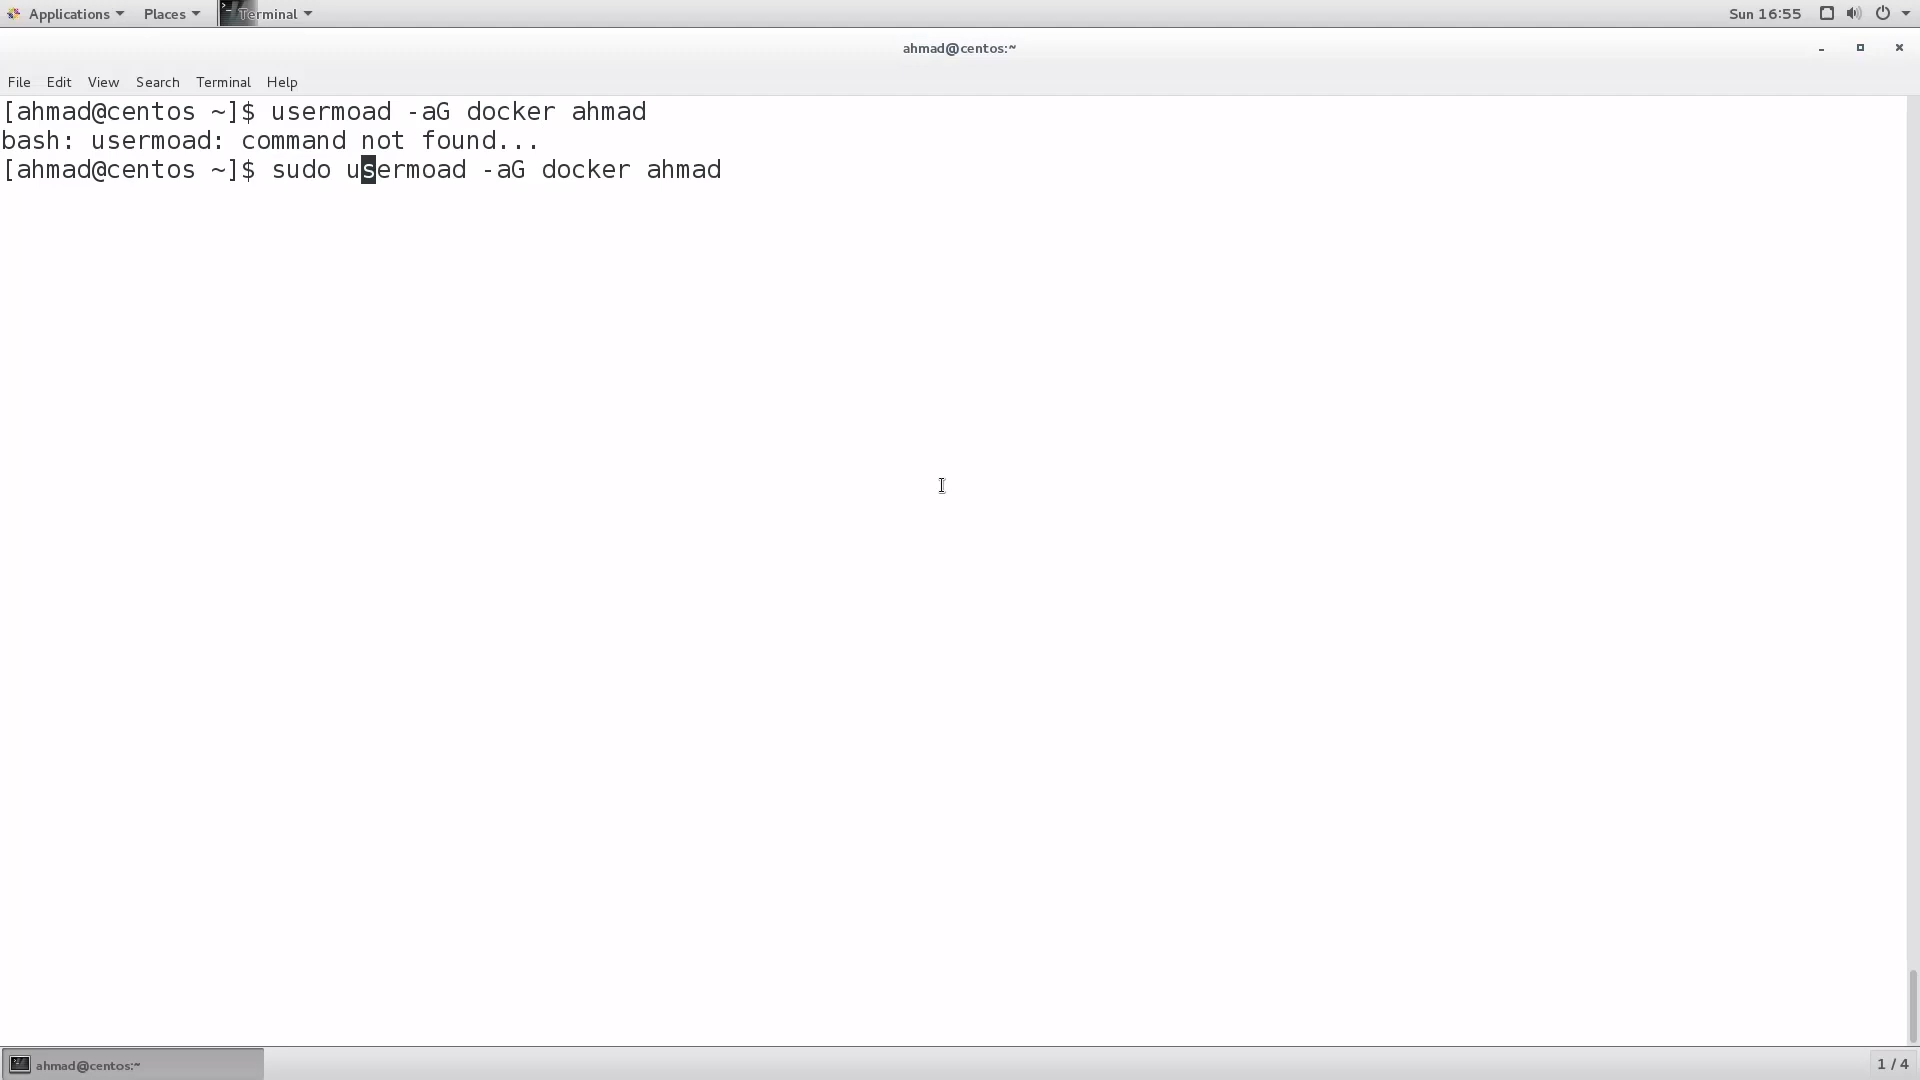 Applications Places Terminal Sun 16:55
ahmad@centos:~
File Edit View Search Terminal Help
[ahmad@centos ~]$ usermoad -aG docker ahmad
bash: usermoad: command not found...
[ahmad@centos ~]$ sudo usermoad -aG docker ahmad
ahmad@centos:~ 1 / 4